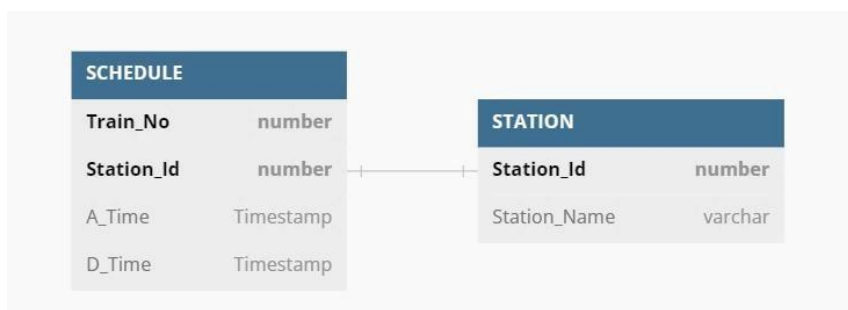 SCHEDULE
Train_No number
Station_Id number
A_Time Timestamp
D_Time Timestamp
STATION
Station_Id number
Station_Name varchar